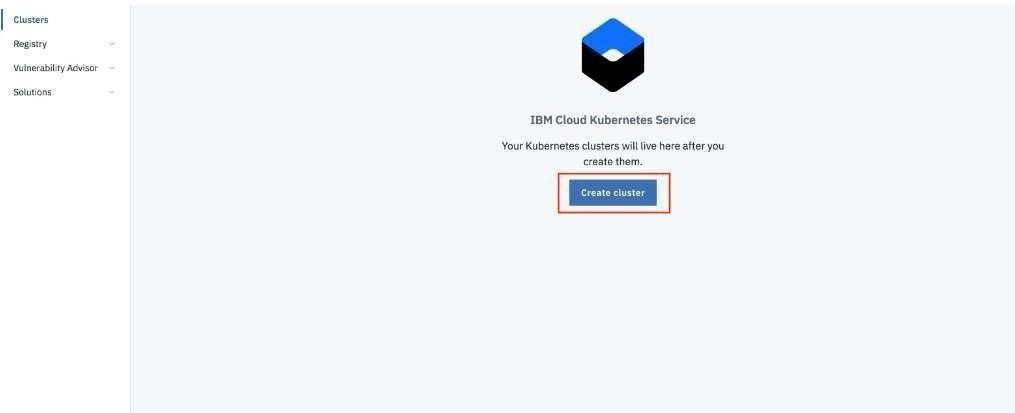 Clusters
Registry
Vulnerability Advisor
Solutions
IBM Cloud Kubernetes Service
Your Kubernetes clusters will live here after you
create them.
Create cluster